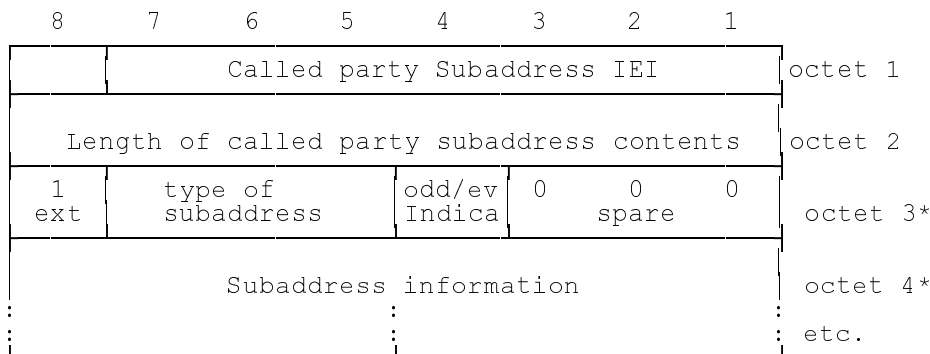 8 7 6 5 4 3 2 1
Called party Subaddress IEI octet 1
Length of called party subaddress contents octet 2
1 type of odd/ev 0 0 0
ext subaddress Indica spare octet 3*
Subaddress information octet 4*
: : :
: : : etc.